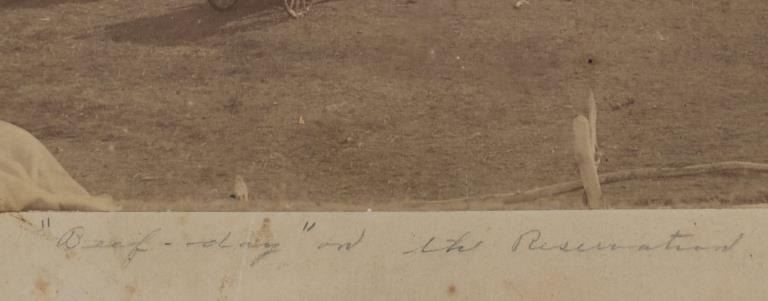 "Beef-day" on the Reservation